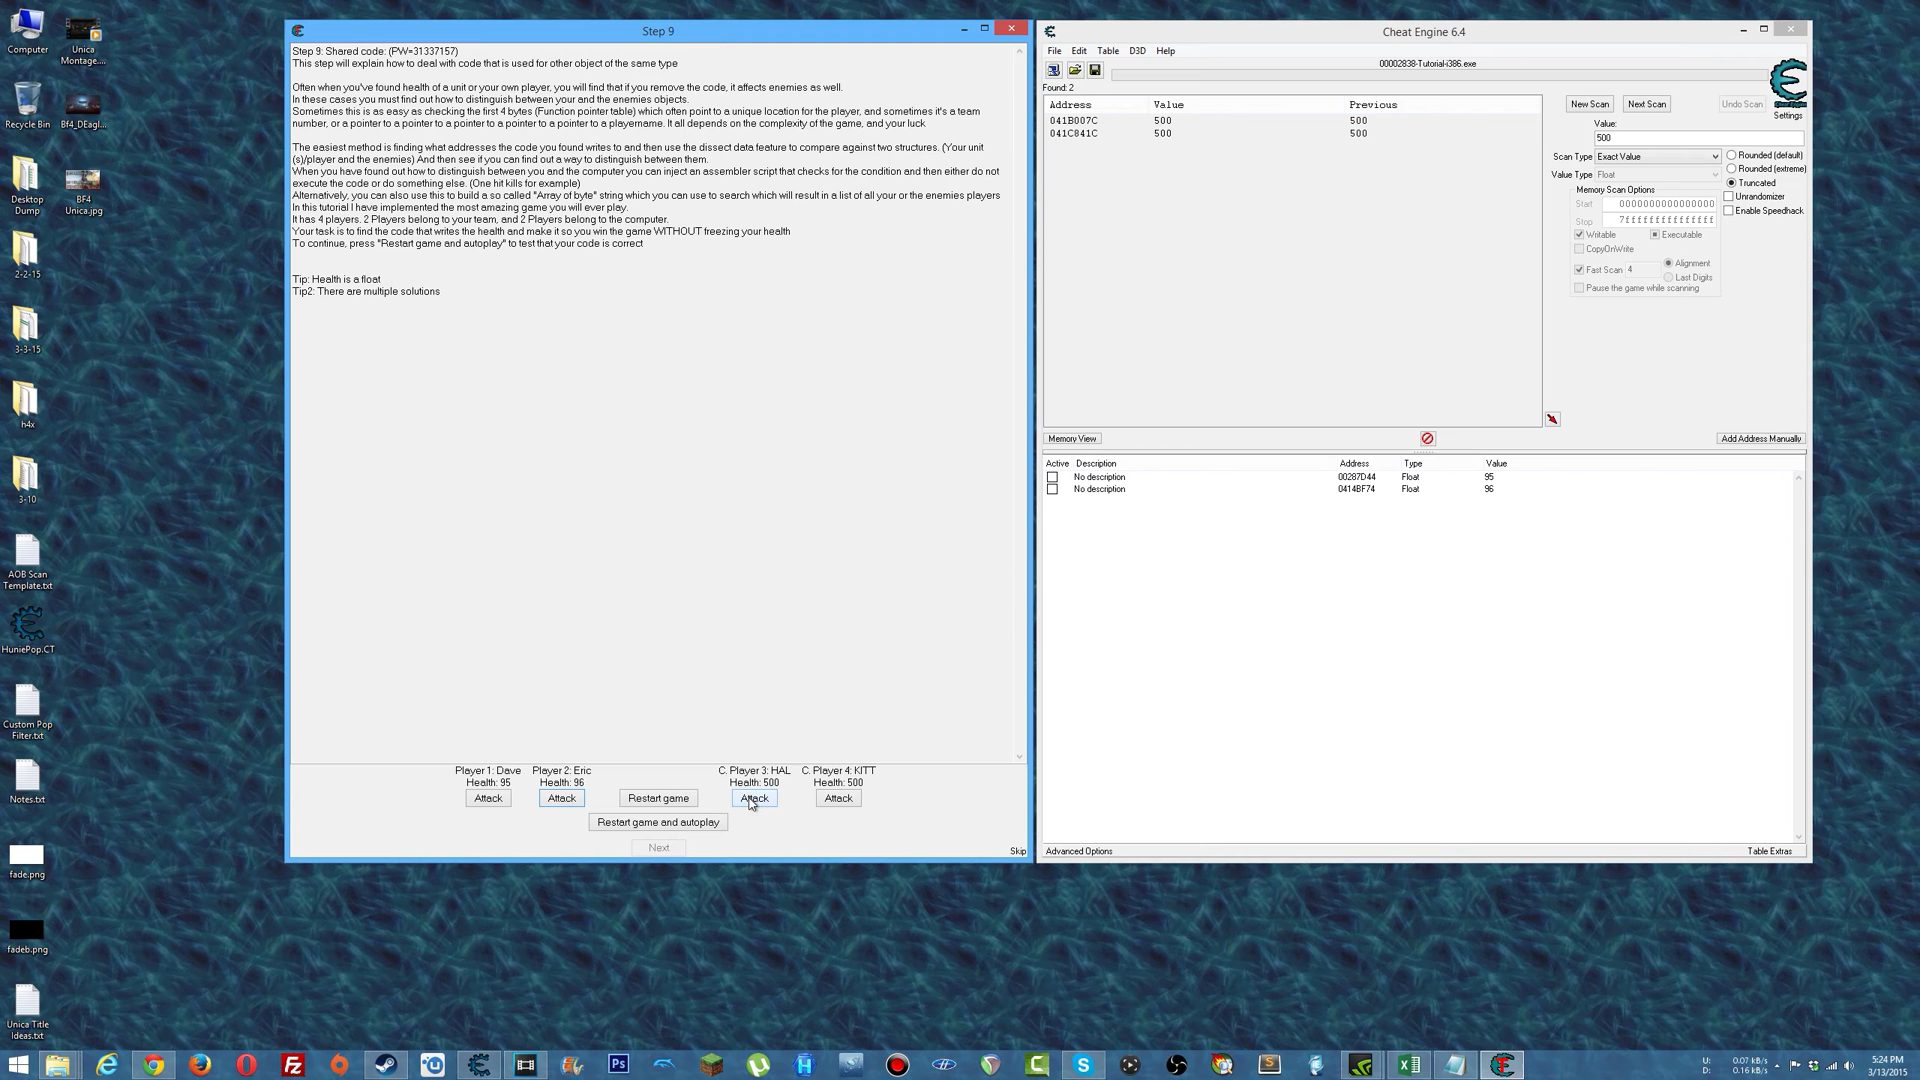 Computer
Unica
Montage....
Recycle Bin
Bf4_DEagl...
Desktop
Dump
BF4
Unica.jpg
2-2-15
3-3-15
h4x
3-10
AOB Scan
Template.txt
HuniePop.CT
Custom Pop
Filter.txt
Notes.txt
fade.png
fadeb.png
Unica Title
Ideas.txt
Step 9
Step 9: Shared code: (PW=31337157)
This step will explain how to deal with code that is used for other object of the same type
Often when you've found health of a unit or your own player, you will find that if you remove the code, it affects enemies as well.
In these cases you must find out how to distinguish between your and the enemies objects.
Sometimes this is as easy as checking the first 4 bytes (Function pointer table) which often point to a unique location for the player, and sometimes it's a team
number, or a pointer to a pointer to a pointer to a pointer to a pointer to a playername. It all depends on the complexity of the game, and your luck
The easiest method is finding what addresses the code you found writes to and then use the dissect data feature to compare against two structures. (Your unit
(s)/player and the enemies) And then see if you can find out a way to distinguish between them.
When you have found out how to distinguish between you and the computer you can inject an assembler script that checks for the condition and then either do not
execute the code or do something else. (One hit kills for example)
Alternatively, you can also use this to build a so called "Array of byte" string which you can use to search which will result in a list of all your or the enemies players
In this tutorial I have implemented the most amazing game you will ever play.
It has 4 players. 2 Players belong to your team, and 2 Players belong to the computer.
Your task is to find the code that writes the health and make it so you win the game WITHOUT freezing your health
To continue, press "Restart game and autoplay" to test that your code is correct
Tip: Health is a float
Tip2: There are multiple solutions
Player 1: Dave
Health: 95
Attack
Player 2: Eric
Health: 96
Attack
Restart game
C. Player 3: HAL
Health: 500
Attack
C. Player 4: KITT
Health: 500
Attack
Restart game and autoplay
Next
Skip
Cheat Engine 6.4
File Edit Table D3D Help
00002838-Tutorial-i386.exe
Found: 2
Address Value Previous
041B007C 500 500
041C841C 500 500
New Scan Next Scan Undo Scan
Settings
Value:
500
Scan Type Exact Value
Value Type Float
Rounded (default)
Rounded (extreme)
Truncated
Unrandomizer
Enable Speedhack
Memory Scan Options
Start 0000000000000000
Stop 7fffffffffffffff
Writable Executable
CopyOnWrite
Fast Scan 4 Alignment
Last Digits
Pause the game while scanning
Memory View
Add Address Manually
Active Description Address Type Value
No description 00287D44 Float 95
No description 0414BF74 Float 96
Advanced Options
Table Extras
U: 0.07 kB/s
D: 0.16 kB/s
5:24 PM
3/13/2015